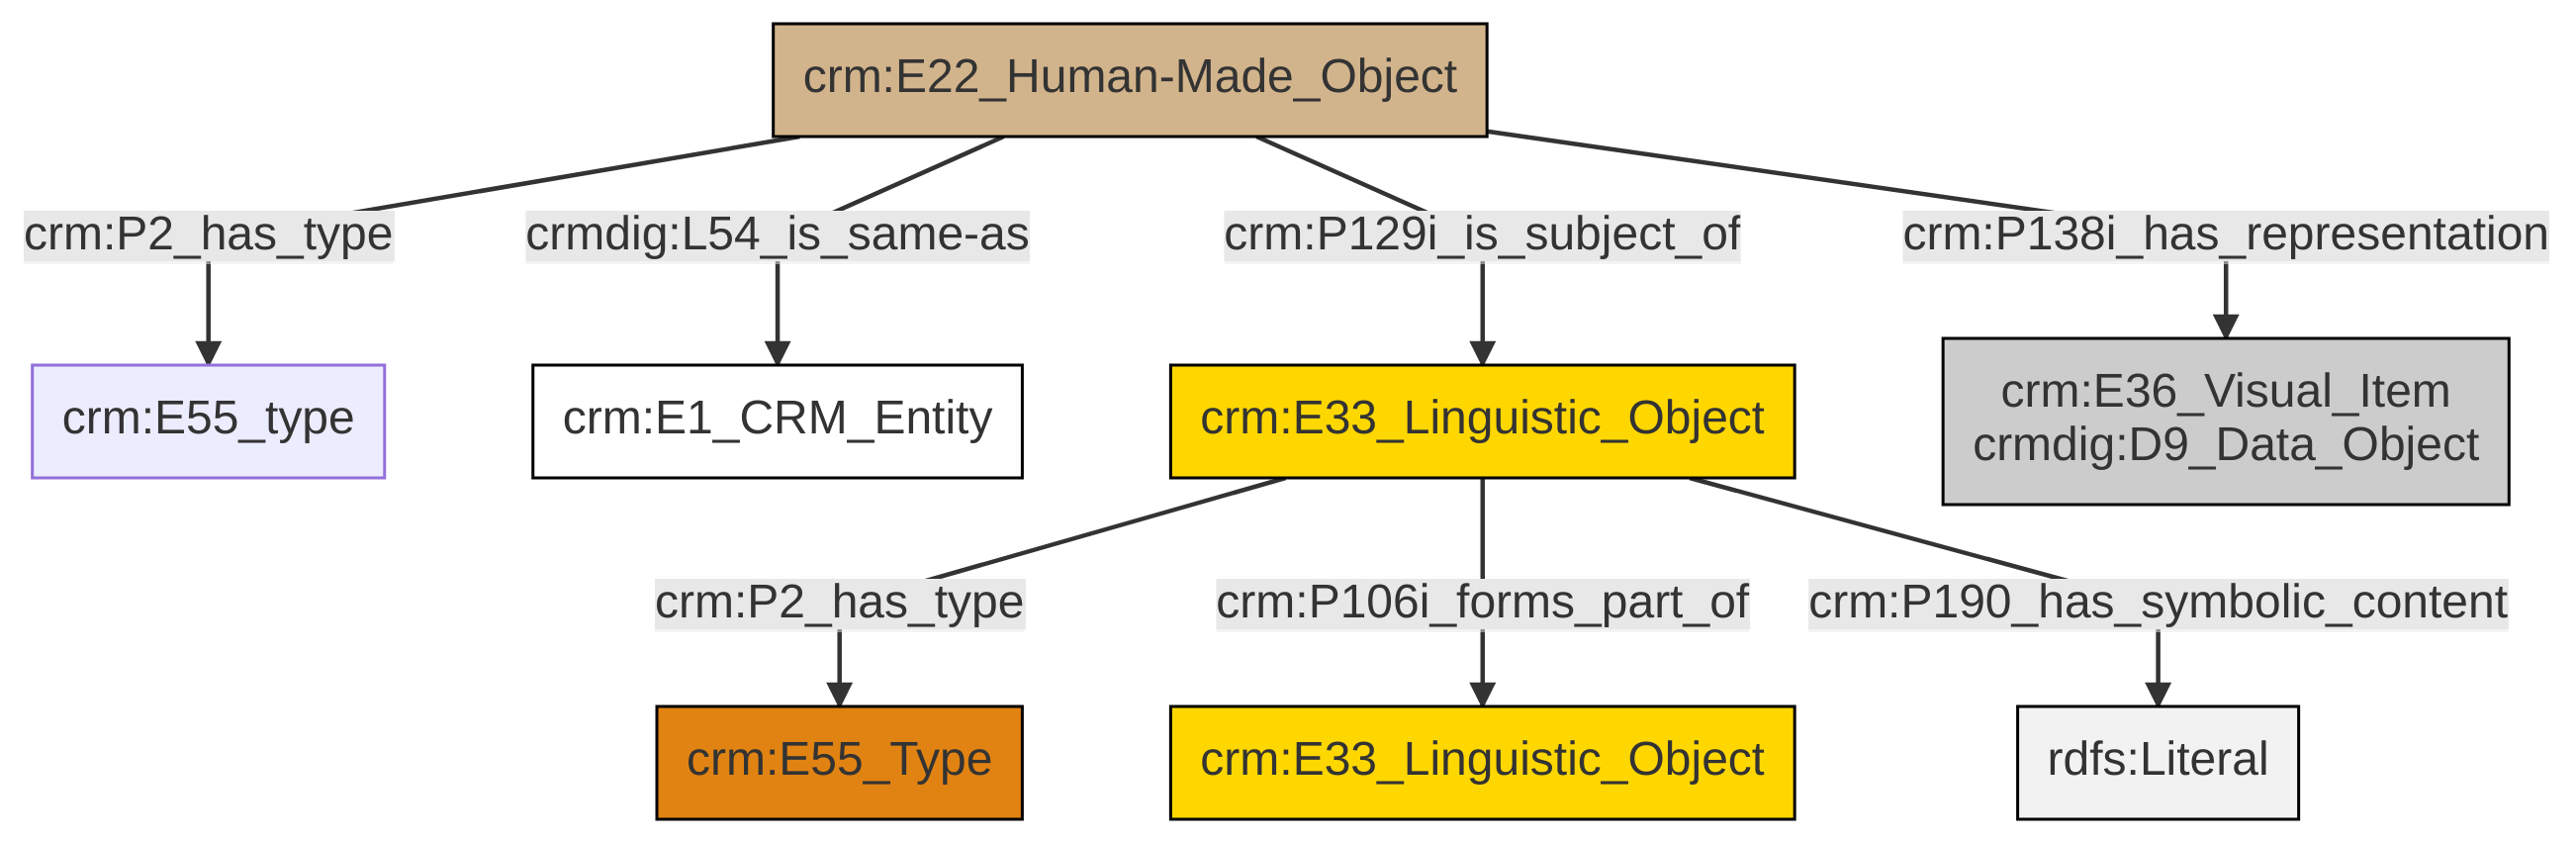 crm:E22_Human-Made_Object
crm:P2_has_type
crmdig:L54_is_same-as
crm:P129i_is_subject_of
crm:P138i_has_representation
crm:E55_type
crm:E1_CRM_Entity
crm:E33_Linguistic_Object
crm:E36_Visual_Item
crmdig:D9_Data_Object
crm:P2_has_type
crm:P106i_forms_part_of
crm:P190_has_symbolic_content
crm:E55_Type
crm:E33_Linguistic_Object
rdfs:Literal